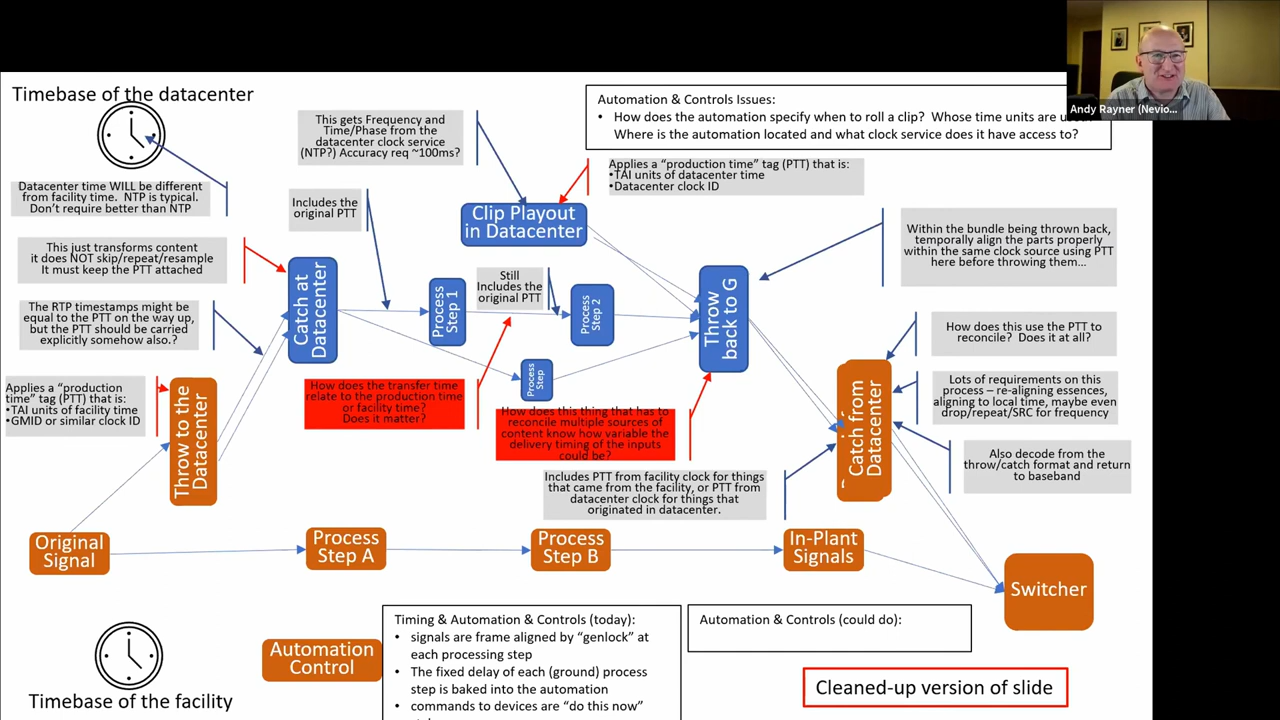 Timebase of the datacenter
Andy Rayner (Nevio...
Automation & Controls Issues:
• How does the automation specify when to roll a clip? Whose time units are u
Where is the automation located and what clock service does it have access to?
This gets Frequency and
Time/Phase from the
datacenter clock service
(NTP?) Accuracy req ~100ms?
Applies a “production time” tag (PTT) that is:
•TAI units of datacenter time
•Datacenter clock ID
Datacenter time WILL be different
from facility time. NTP is typical.
Don’t require better than NTP
Includes the
original PTT
Clip Playout
in Datacenter
Within the bundle being thrown back,
temporally align the parts properly
within the same clock source using PTT
here before throwing them…
This just transforms content
it does NOT skip/repeat/resample
It must keep the PTT attached
Catch at
Datacenter
Process
Step 1
Still
Includes the
original PTT
Process
Step 2
Throw
back to G
The RTP timestamps might be
equal to the PTT on the way up,
but the PTT should be carried
explicitly somehow also.?
How does this use the PTT to
reconcile? Does it at all?
Process
Step
Applies a “production
time” tag (PTT) that is:
•TAI units of facility time
•GMID or similar clock ID
Throw to the
Datacenter
How does the transfer time
relate to the production time
or facility time?
Does it matter?
How does this thing that has to
reconcile multiple sources of
content know how variable the
delivery timing of the inputs
could be?
Catch from
Datacenter
Lots of requirements on this
process – re-aligning essences,
aligning to local time, maybe even
drop/repeat/SRC for frequency
Also decode from the
throw/catch format and return
to baseband
Includes PTT from facility clock for things
that came from the facility, or PTT from
datacenter clock for things that
originated in datacenter.
Original
Signal
Process
Step A
Process
Step B
In-Plant
Signals
Switcher
Timebase of the facility
Automation
Control
Timing & Automation & Controls (today):
• signals are frame aligned by “genlock” at
each processing step
• The fixed delay of each (ground) process
step is baked into the automation
• commands to devices are “do this now”
Automation & Controls (could do):
Cleaned-up version of slide